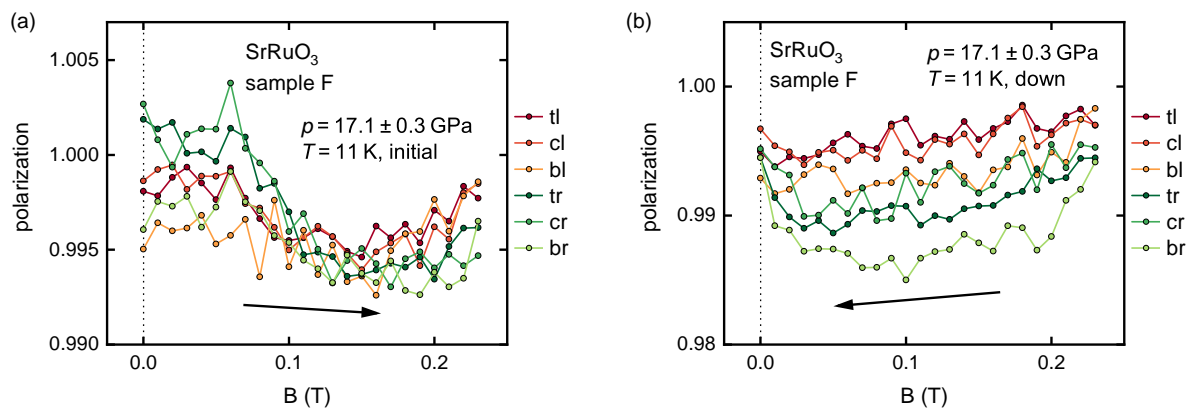 (a)
polarization
1.005
1.000
0.995
0.990
SrRuO₃
sample F
p = 17.1 ± 0.3 GPa
T = 11 K, initial
0.0
0.1
0.2
B (T)
tl
cl
bl
tr
cr
br
(b)
polarization
1.00
0.99
0.98
SrRuO₃
sample F
p = 17.1 ± 0.3 GPa
T = 11 K, down
0.0
0.1
0.2
B (T)
tl
cl
bl
tr
cr
br